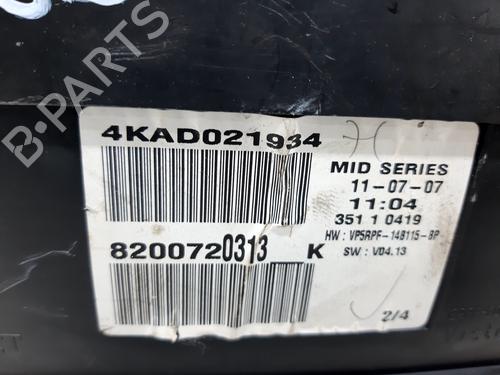 4KAD021934
MID SERIES
11-07-07
11:04
351 1 0419
HW : VPSRPF-14B115-BP
SW : V04.13
8200720313 K
2/4
B-PARTS